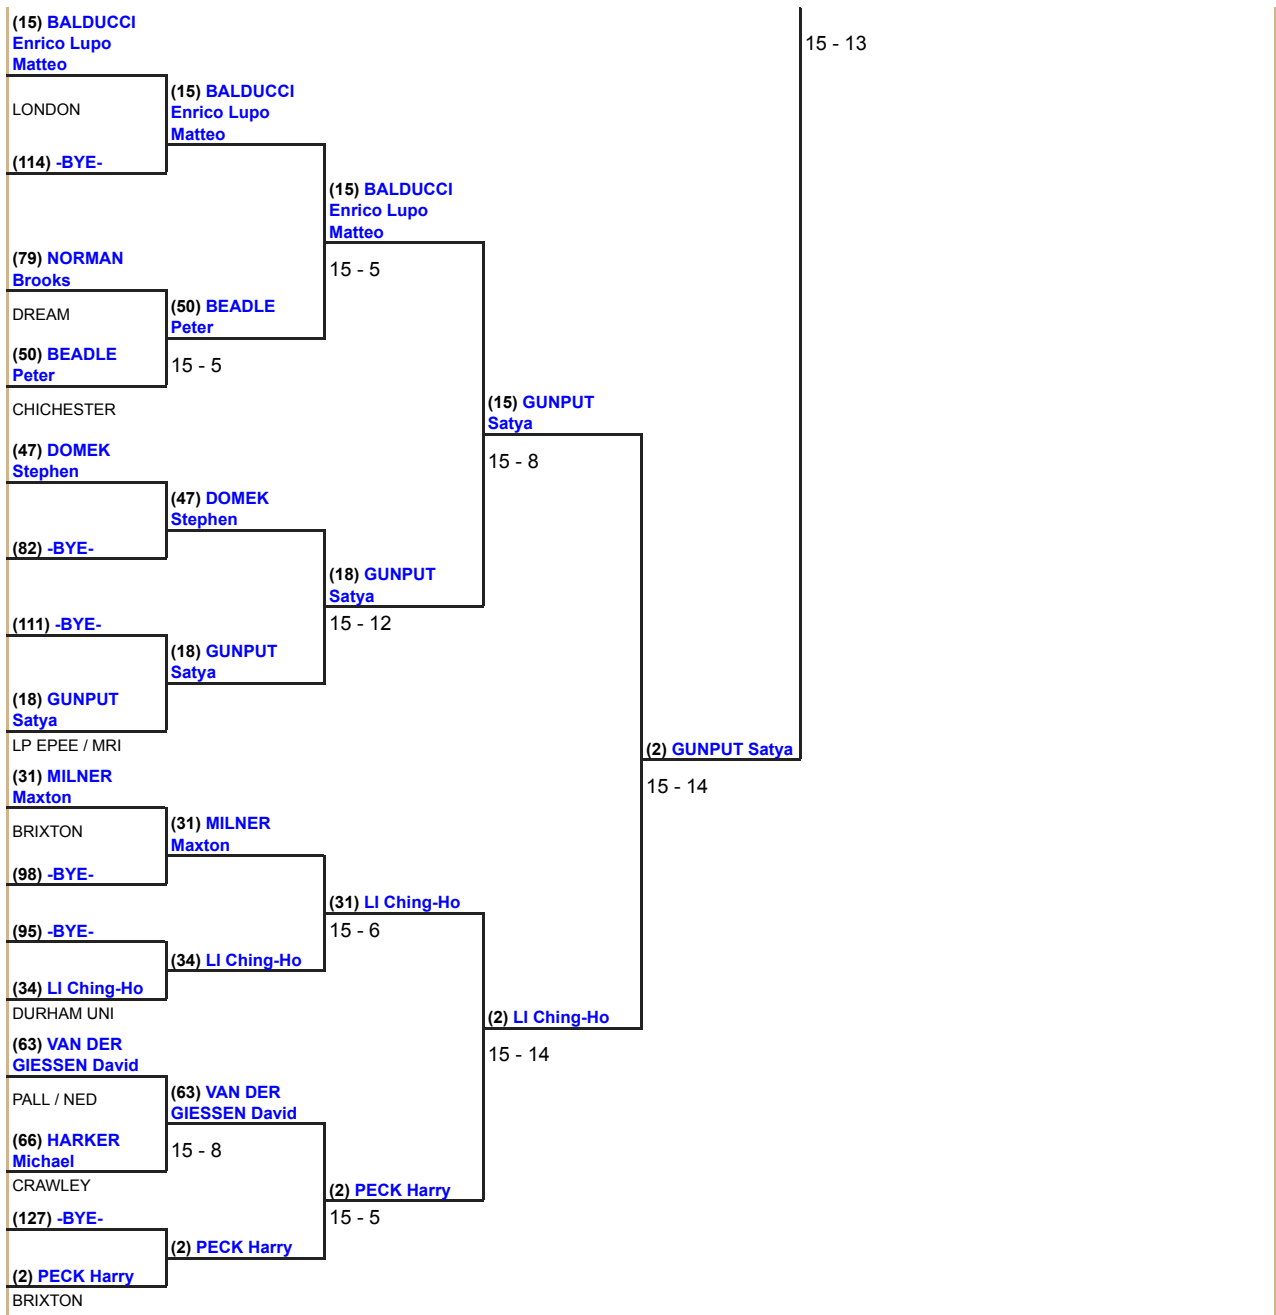 (15) BALDUCCI
Enrico Lupo
Matteo
LONDON
(114) -BYE-
(79) NORMAN
Brooks
DREAM
(50) BEADLE
Peter
CHICHESTER
(47) DOMEK
Stephen
(82) -BYE-
(111) -BYE-
(18) GUNPUT
Satya
LP EPEE / MRI
(31) MILNER
Maxton
BRIXTON
(98) -BYE-
(95) -BYE-
(34) LI Ching-Ho
DURHAM UNI
(63) VAN DER
GIESSEN David
PALL / NED
(66) HARKER
Michael
CRAWLEY
(127) -BYE-
(2) PECK Harry
BRIXTON
(15) BALDUCCI
Enrico Lupo
Matteo
(50) BEADLE
Peter
15 - 5
(47) DOMEK
Stephen
(18) GUNPUT
Satya
(31) MILNER
Maxton
(34) LI Ching-Ho
(63) VAN DER
GIESSEN David
15 - 8
(2) PECK Harry
(15) BALDUCCI
Enrico Lupo
Matteo
15 - 5
(18) GUNPUT
Satya
15 - 12
(31) LI Ching-Ho
15 - 6
(2) PECK Harry
15 - 5
(15) GUNPUT
Satya
15 - 8
(2) LI Ching-Ho
15 - 14
(2) GUNPUT Satya
15 - 14
15 - 13